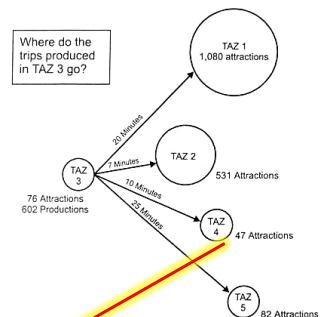 Where do the
trips produced
in TAZ 3 go?
TAZ 1
1,080 attractions
20 Minutes
TAZ 2
7 Minutes
531 Attractions
TAZ
3
10 Minutes
76 Attractions
602 Productions
25 Minutes
TAZ
4
47 Attractions
TAZ
5
82 Attractions